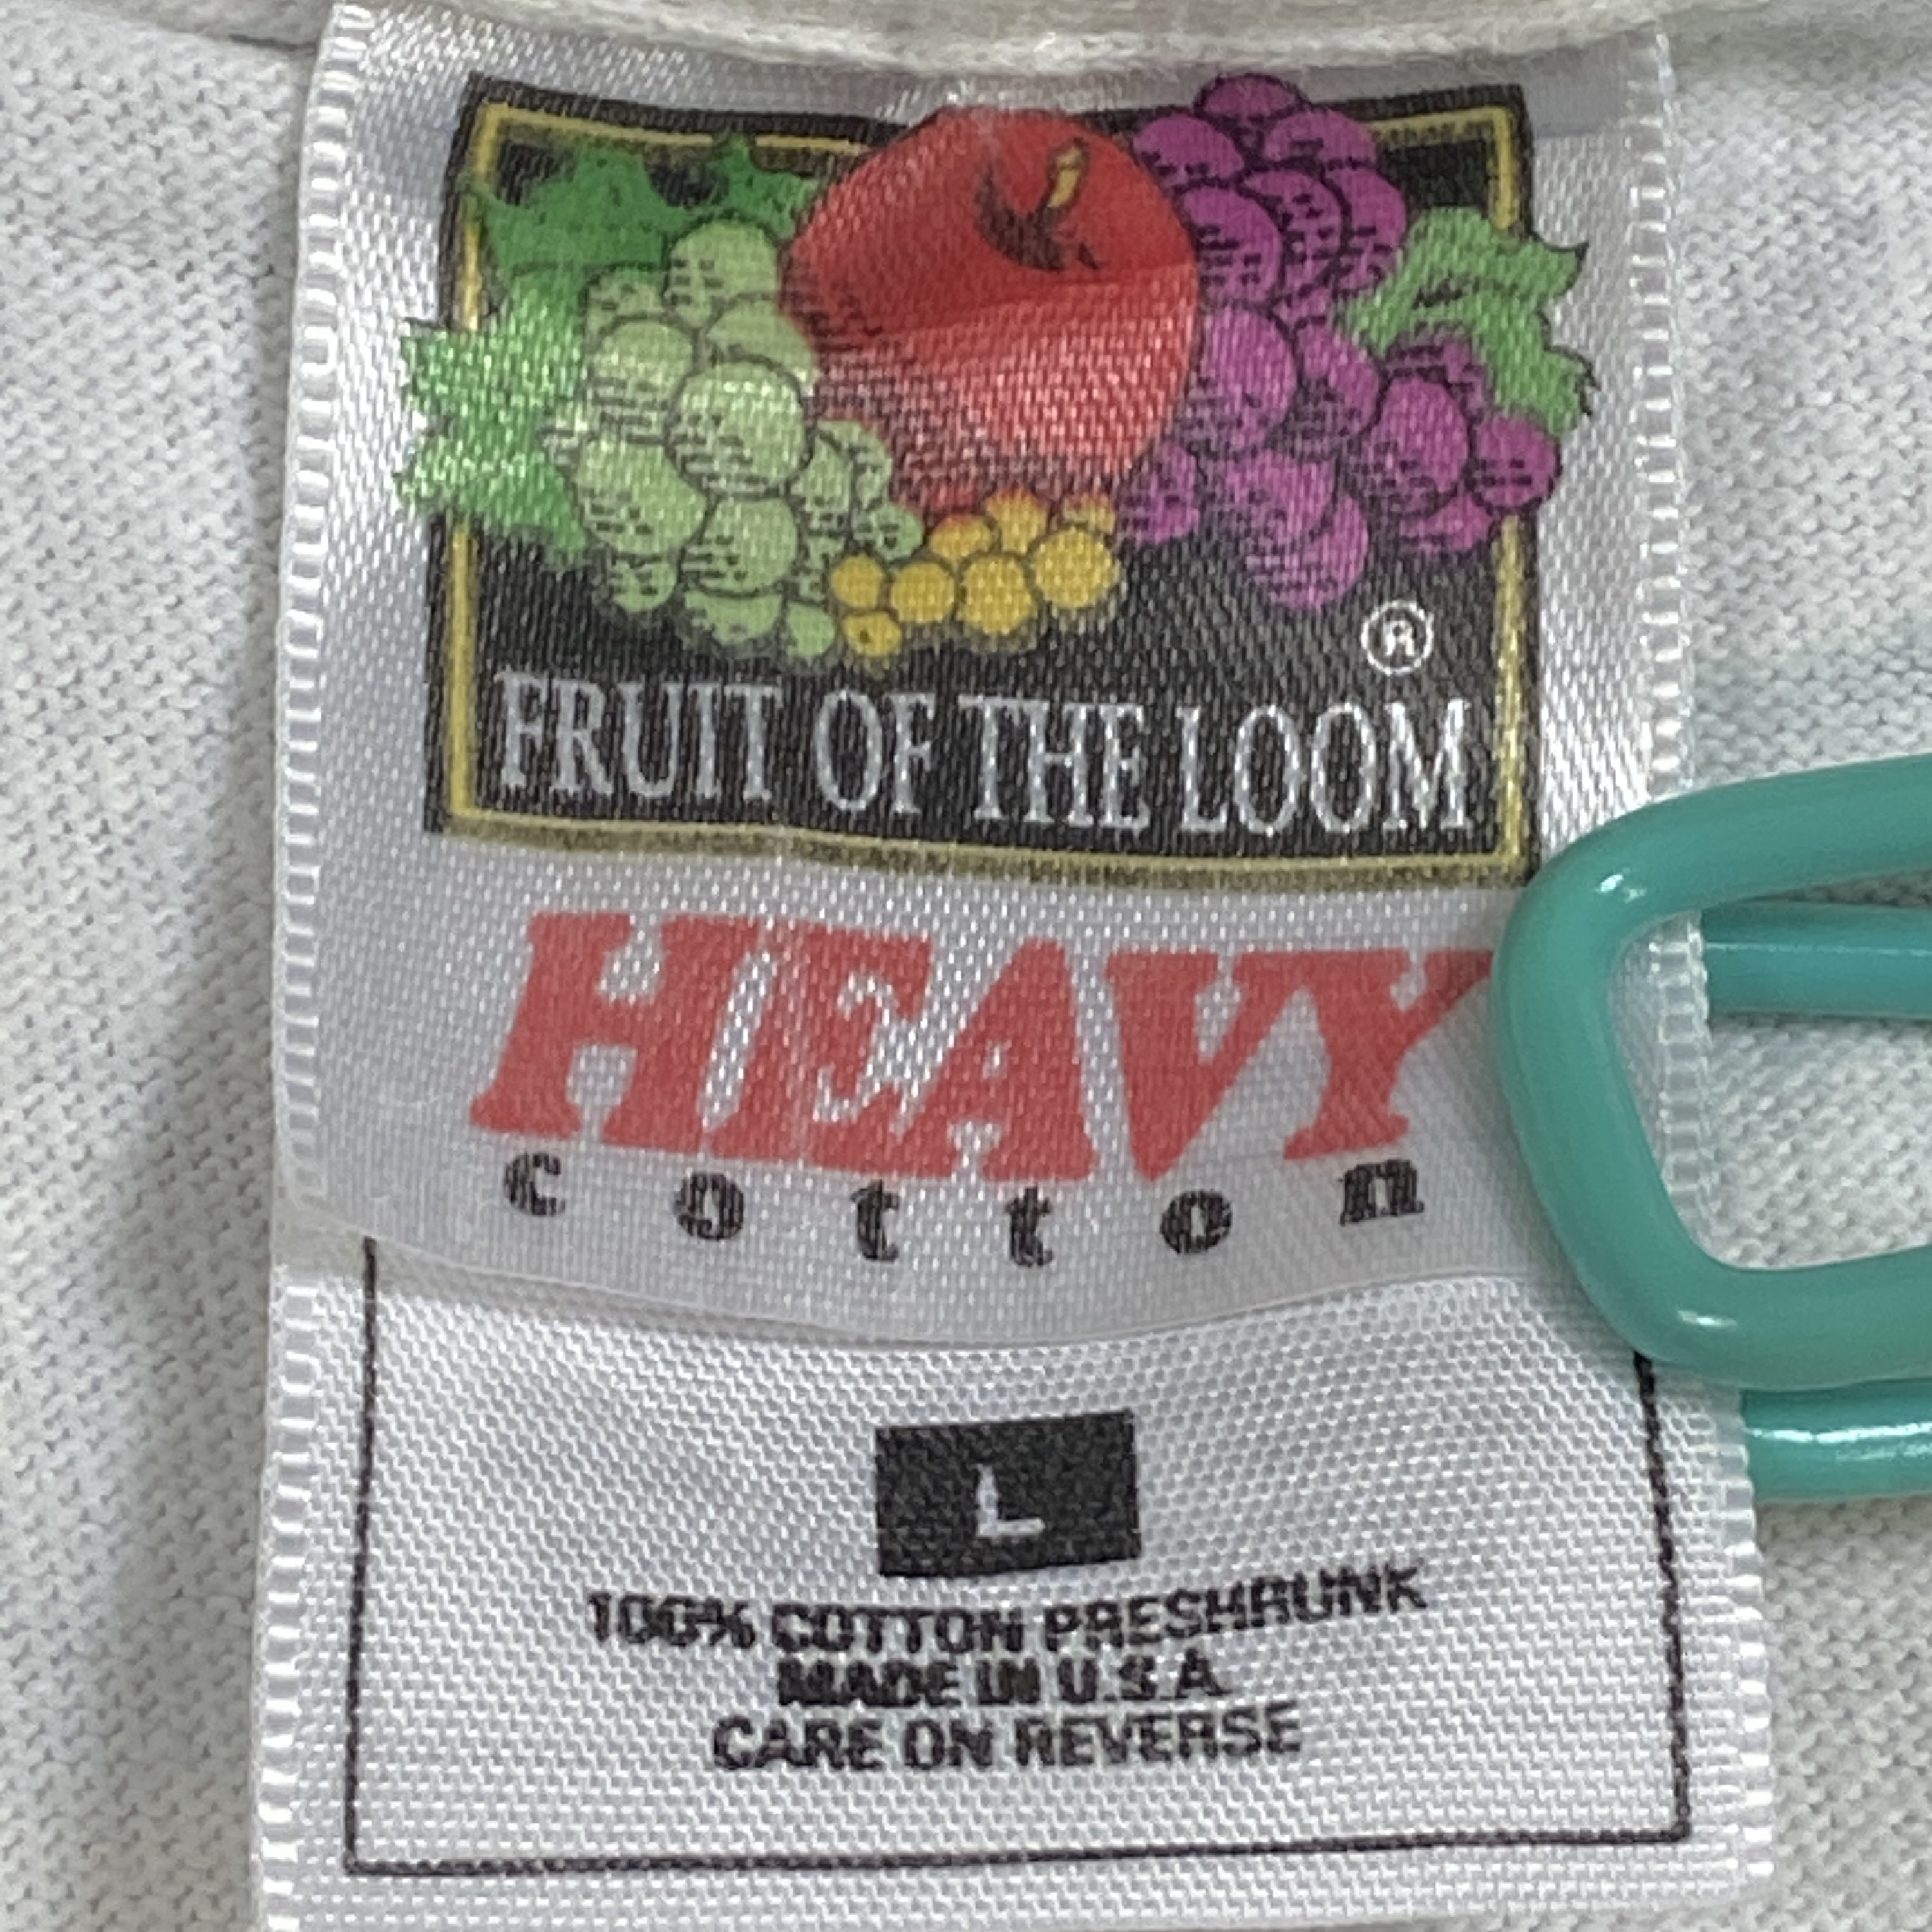 ®
FRUIT OF THE LOOM
HEAVY
cotton
L
100% COTTON PRESHRUNK
MADE IN U.S.A.
CARE ON REVERSE